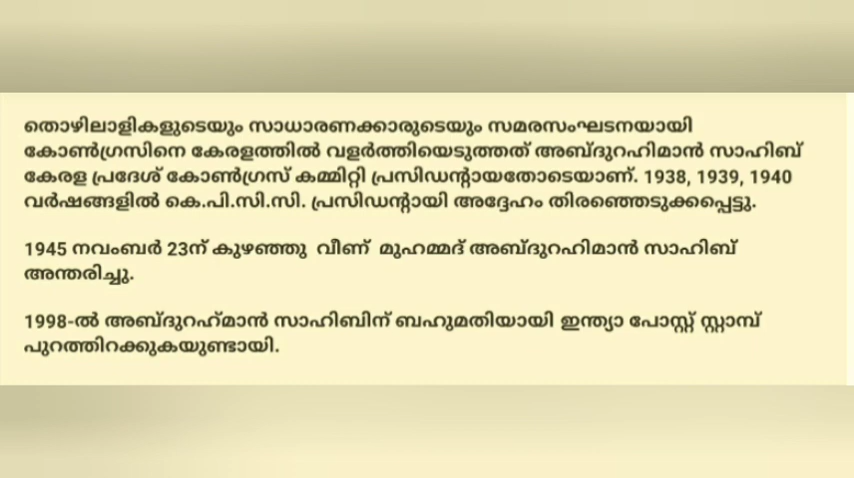 തൊഴിലാളികളുടെയും സാധാരണക്കാരുടെയും സമരസംഘടനയായി
കോൺഗ്രസിനെ കേരളത്തിൽ വളർത്തിയെടുത്തത് അബ്ദുറഹിമാൻ സാഹിബ്
കേരള പ്രദേശ് കോൺഗ്രസ് കമ്മിറ്റി പ്രസിഡന്റായതോടെയാണ്. 1938, 1939, 1940
വർഷങ്ങളിൽ കെ.പി.സി.സി. പ്രസിഡന്റായി അദ്ദേഹം തിരഞ്ഞെടുക്കപ്പെട്ടു.
1945 നവംബർ 23ന് കുഴഞ്ഞു വീണ് മുഹമ്മദ് അബ്ദുറഹിമാൻ സാഹിബ്
അന്തരിച്ചു.
1998-ൽ അബ്ദുറഹ്‌മാൻ സാഹിബിന് ബഹുമതിയായി ഇന്ത്യാ പോസ്റ്റ് സ്റ്റാമ്പ്
പുറത്തിറക്കുകയുണ്ടായി.